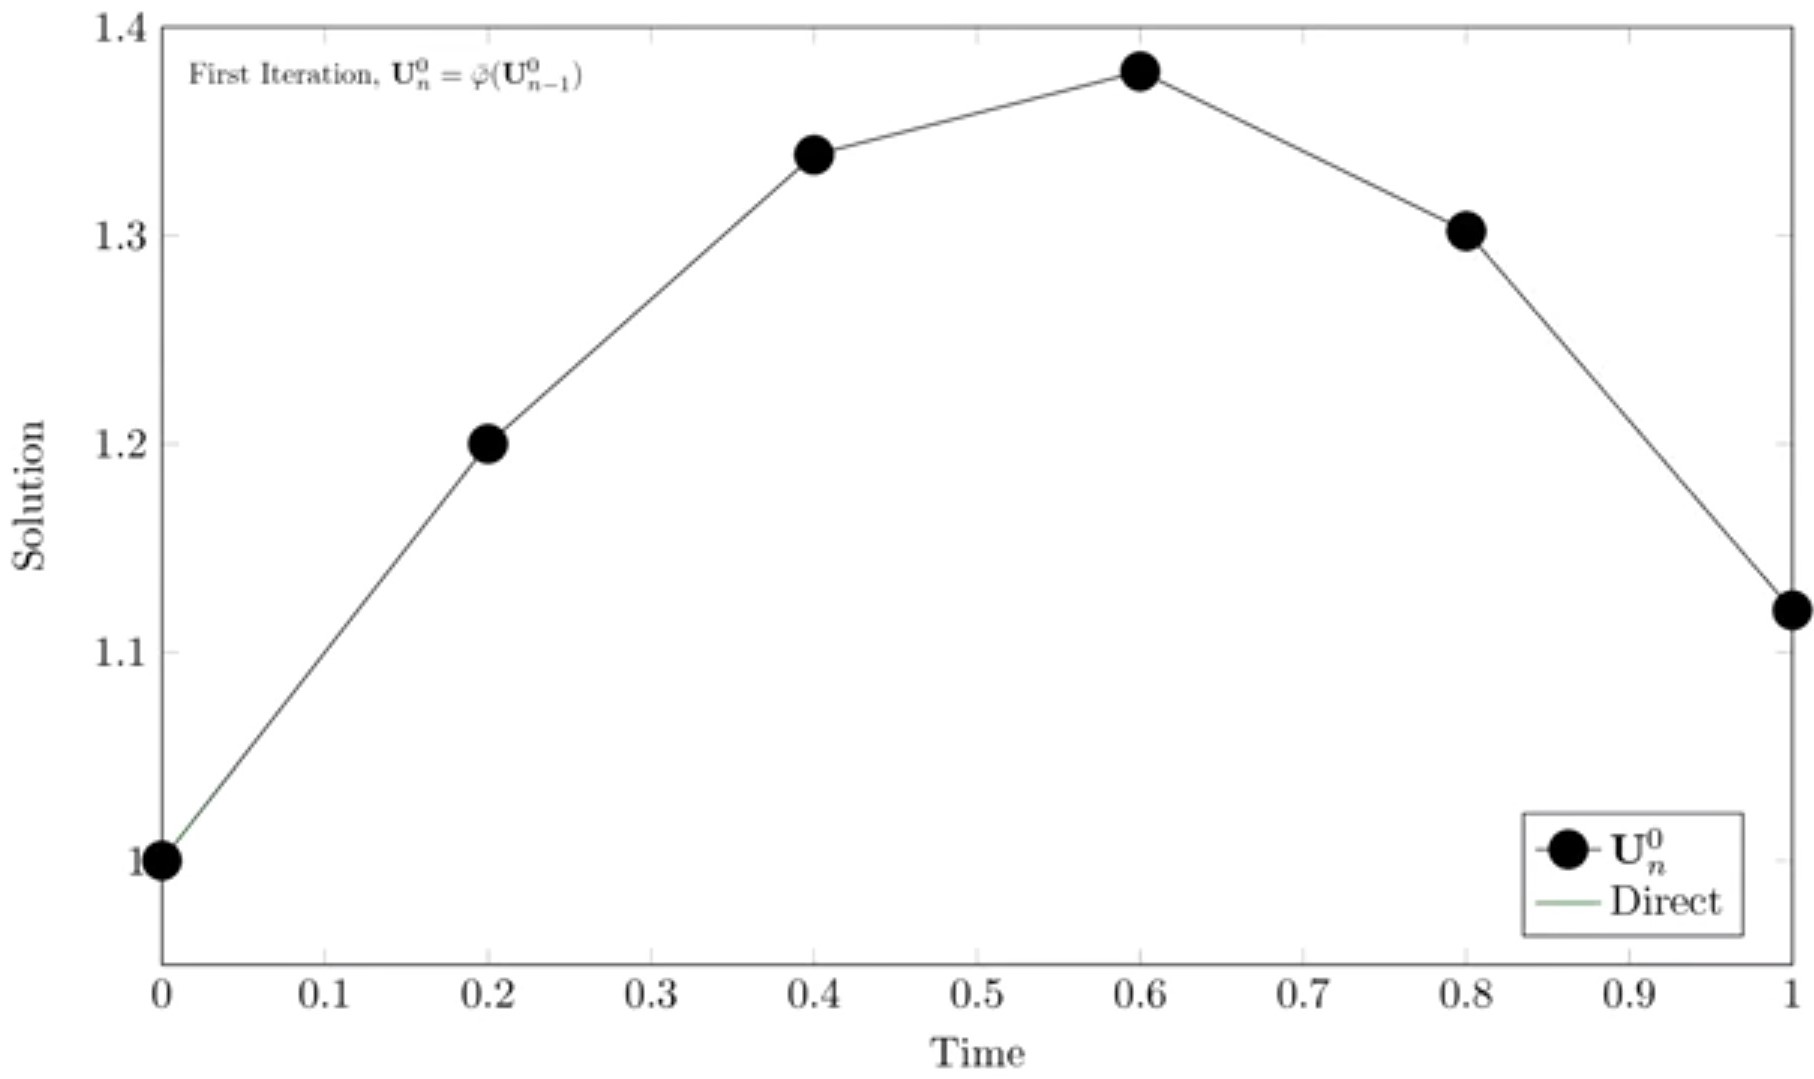 1.4
First Iteration, 𝐔⁰ₙ = φ̄(𝐔⁰ₙ₋₁)
1.3
1.2
1.1
1
Solution
𝐔⁰ₙ
Direct
0 0.1 0.2 0.3 0.4 0.5 0.6 0.7 0.8 0.9 1
Time